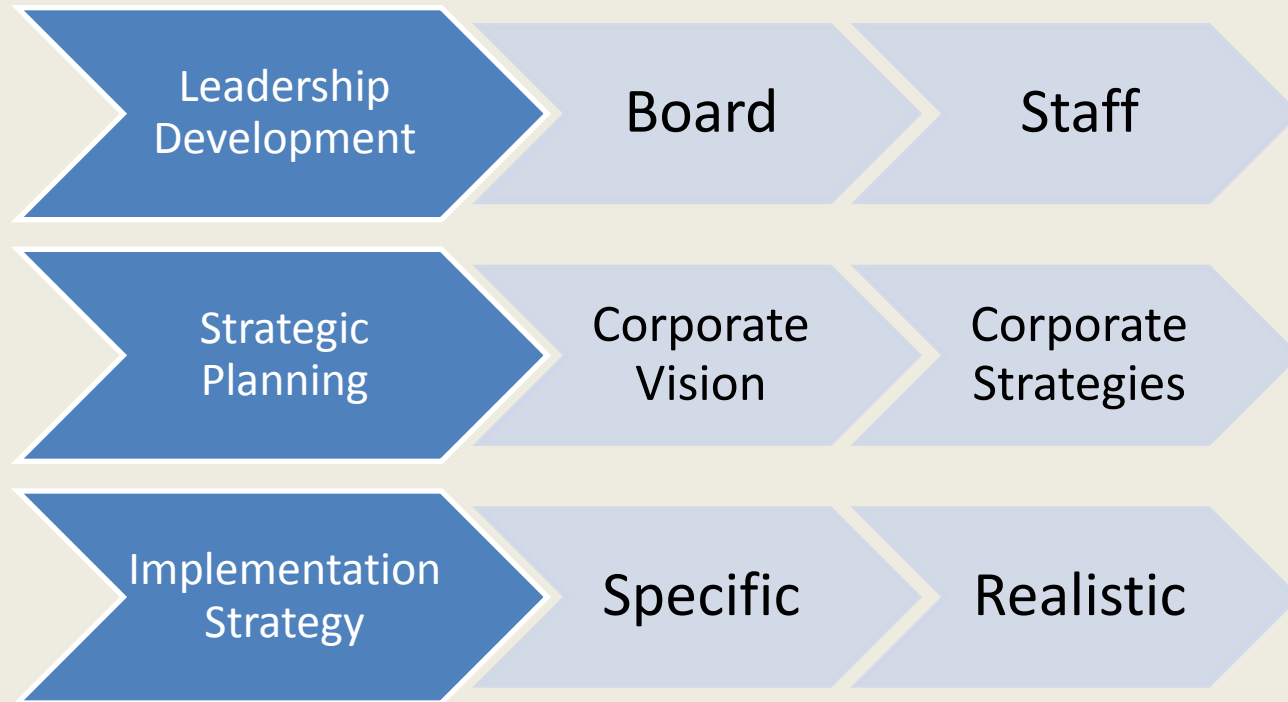 Leadership
Development
Board
Staff
Strategic
Planning
Corporate
Vision
Corporate
Strategies
Implementation
Strategy
Specific
Realistic